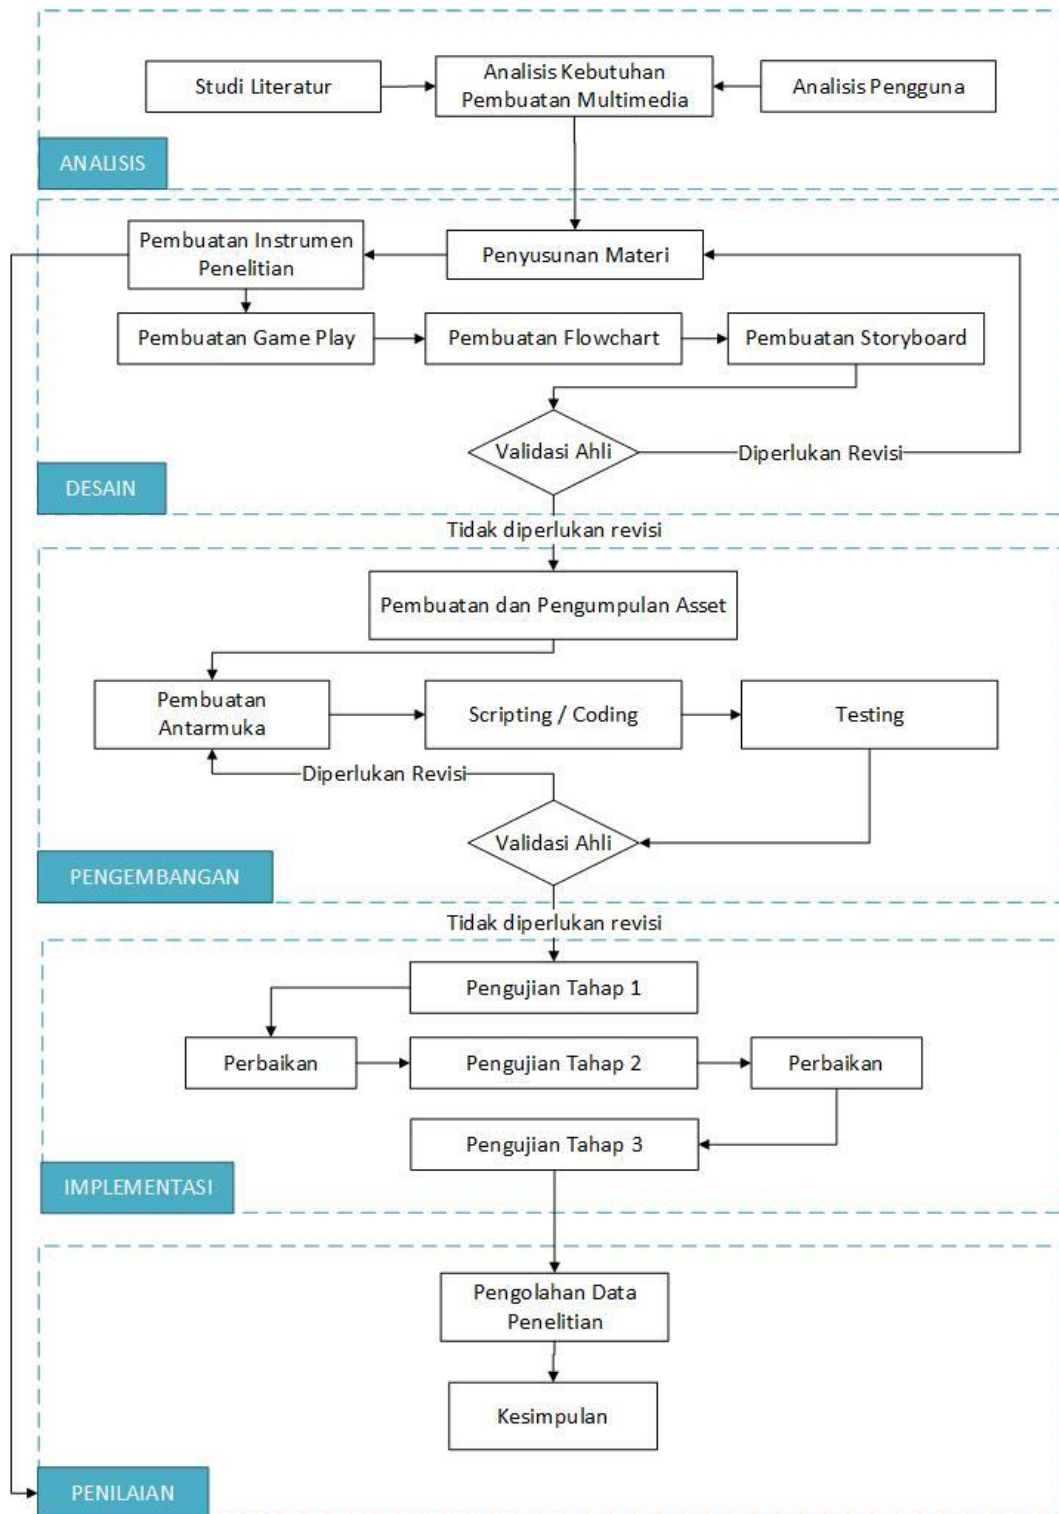 Studi Literatur
Analisis Kebutuhan
Pembuatan Multimedia
Analisis Pengguna
ANALISIS
Pembuatan Instrumen
Penelitian
Penyusunan Materi
Pembuatan Game Play
Pembuatan Flowchart
Pembuatan Storyboard
Validasi Ahli
Diperlukan Revisi
DESAIN
Tidak diperlukan revisi
Pembuatan dan Pengumpulan Asset
Pembuatan
Antarmuka
Scripting / Coding
Testing
Diperlukan Revisi
Validasi Ahli
PENGEMBANGAN
Tidak diperlukan revisi
Pengujian Tahap 1
Perbaikan
Pengujian Tahap 2
Perbaikan
Pengujian Tahap 3
IMPLEMENTASI
Pengolahan Data
Penelitian
Kesimpulan
PENILAIAN